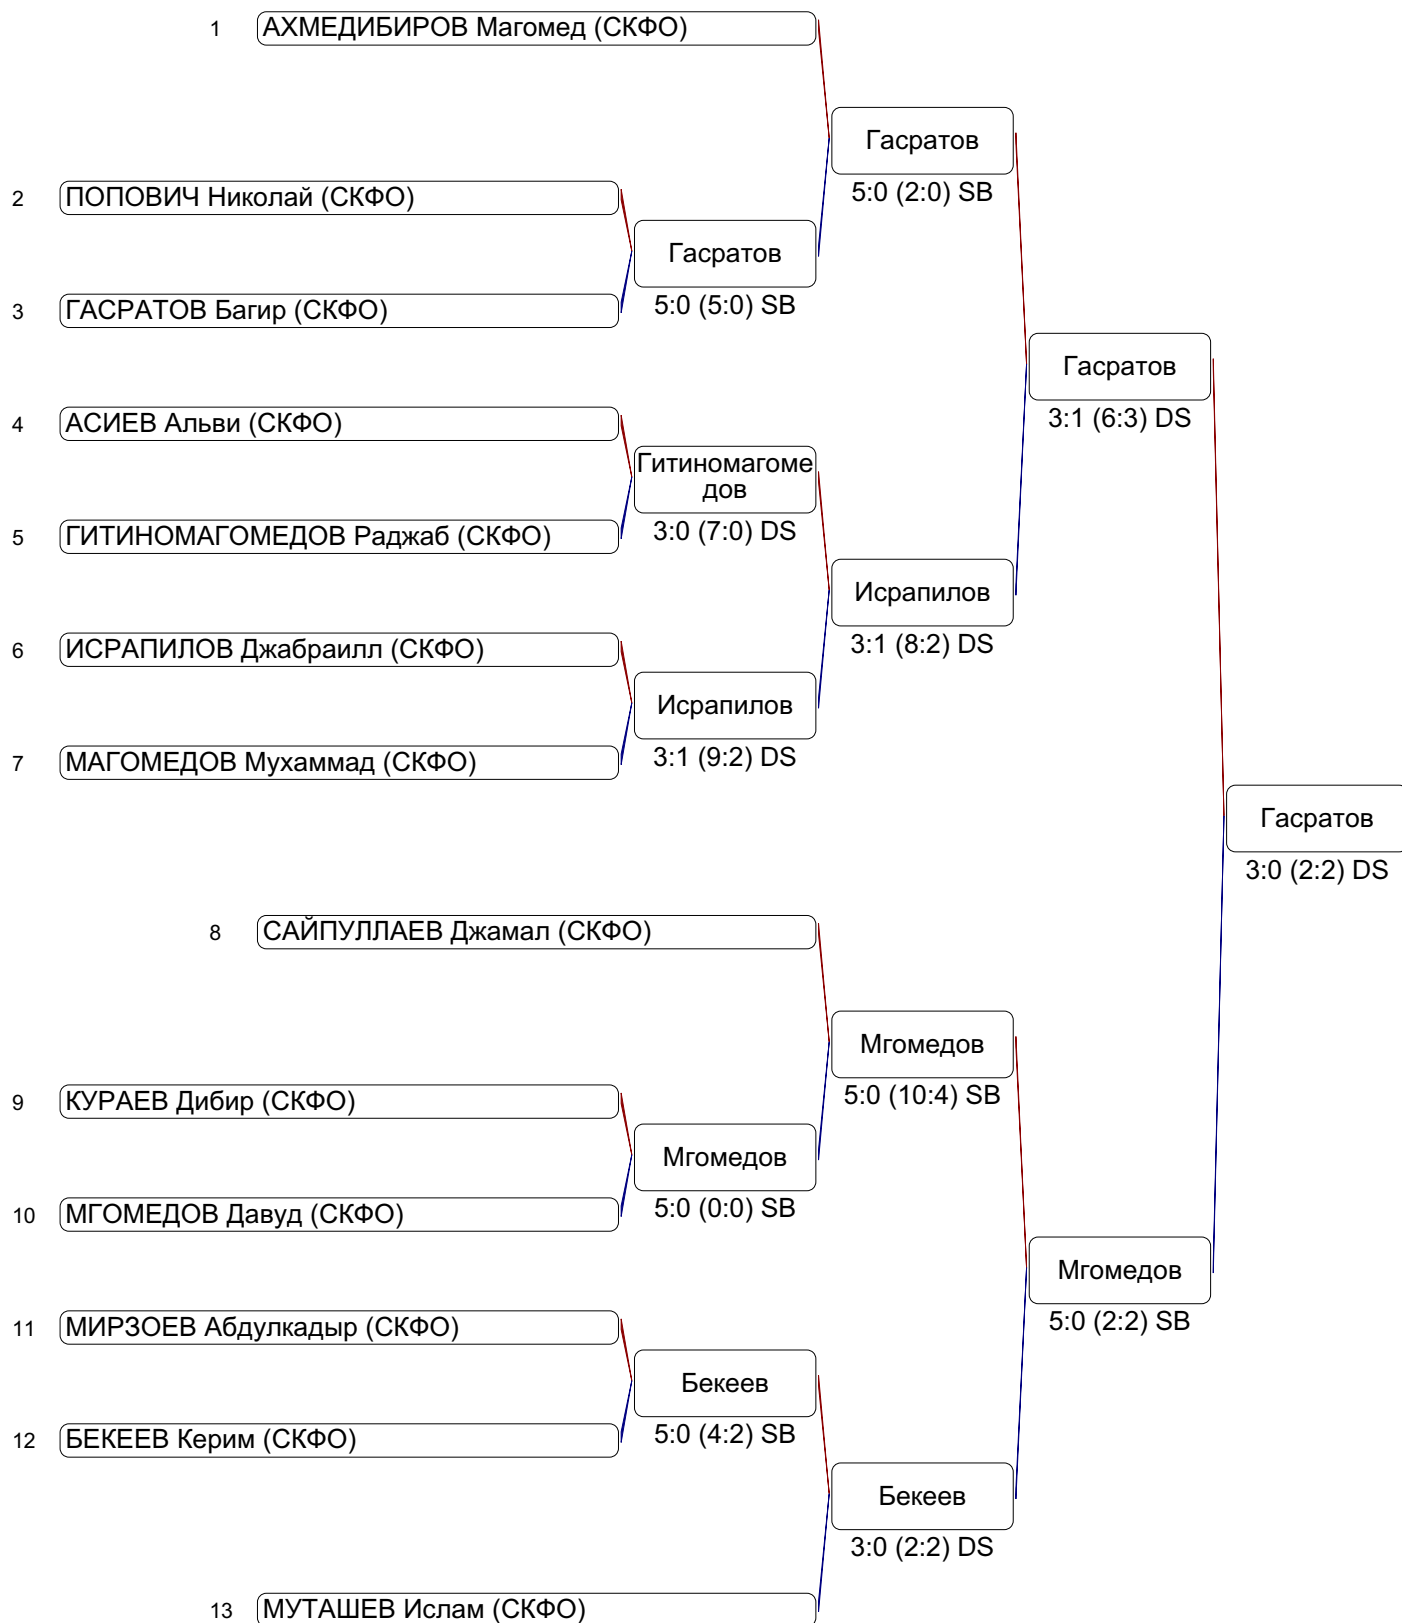 1 АХМЕДИБИРОВ Магомед (СКФО)
Гасратов
5:0 (2:0) SB
2 ПОПОВИЧ Николай (СКФО)
Гасратов
5:0 (5:0) SB
3 ГАСРАТОВ Багир (СКФО)
Гасратов
3:1 (6:3) DS
4 АСИЕВ Альви (СКФО)
Гитиномагоме
дов
3:0 (7:0) DS
5 ГИТИНОМАГОМЕДОВ Раджаб (СКФО)
Исрапилов
3:1 (8:2) DS
6 ИСРАПИЛОВ Джабраилл (СКФО)
Исрапилов
3:1 (9:2) DS
7 МАГОМЕДОВ Мухаммад (СКФО)
Гасратов
3:0 (2:2) DS
8 САЙПУЛЛАЕВ Джамал (СКФО)
Мгомедов
5:0 (10:4) SB
9 КУРАЕВ Дибир (СКФО)
Мгомедов
5:0 (0:0) SB
10 МГОМЕДОВ Давуд (СКФО)
Мгомедов
5:0 (2:2) SB
11 МИРЗОЕВ Абдулкадыр (СКФО)
Бекеев
5:0 (4:2) SB
12 БЕКЕЕВ Керим (СКФО)
Бекеев
3:0 (2:2) DS
13 МУТАШЕВ Ислам (СКФО)